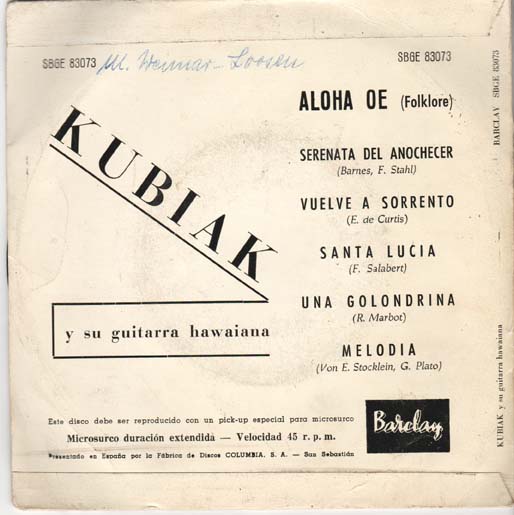 SBGE 83073
M. Weimar-Loosen
SBGE 83073
ALOHA OE (Folklore)
SERENATA DEL ANOCHECER
(Barnes, F. Stahl)
VUELVE A SORRENTO
(E. de Curtis)
SANTA LUCIA
(F. Salabert)
UNA GOLONDRINA
(R. Marbot)
MELODIA
(Von E. Stocklein, G. Plato)
KUBIAK
y su guitarra hawaiana
Este disco debe ser reproducido con un pick-up especial para microsurco
Microsurco duración extendida — Velocidad 45 r. p. m.
Presentado en España por la Fábrica de Discos COLUMBIA, S. A. — San Sebastián
Barclay
BARCLAY SBGE 83073
KUBIAK y su guitarra hawaiana